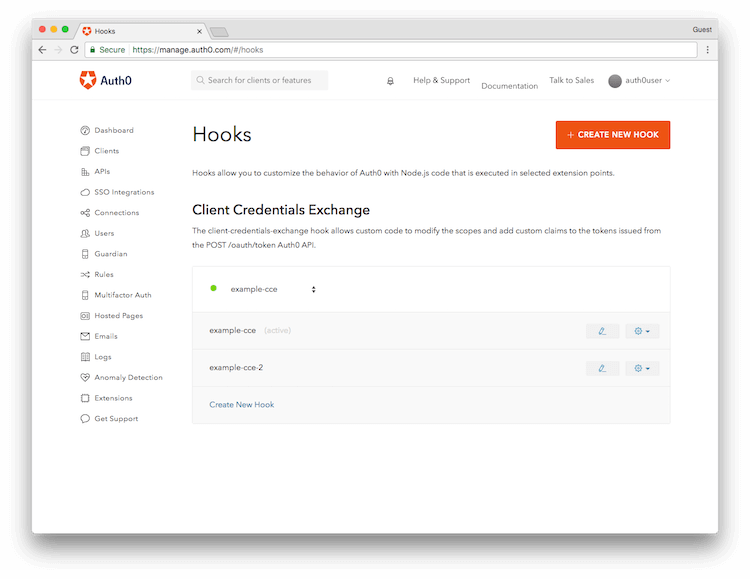 Hooks
Guest
Secure https://manage.auth0.com/#/hooks
Auth0
Search for clients or features
Help & Support
Documentation
Talk to Sales
auth0user
Dashboard
Clients
APIs
SSO Integrations
Connections
Users
Guardian
Rules
Multifactor Auth
Hosted Pages
Emails
Logs
Anomaly Detection
Extensions
Get Support
Hooks
+ CREATE NEW HOOK
Hooks allow you to customize the behavior of Auth0 with Node.js code that is executed in selected extension points.
Client Credentials Exchange
The client-credentials-exchange hook allows custom code to modify the scopes and add custom claims to the tokens issued from
the POST /oauth/token Auth0 API.
example-cce
example-cce (active)
example-cce-2
Create New Hook